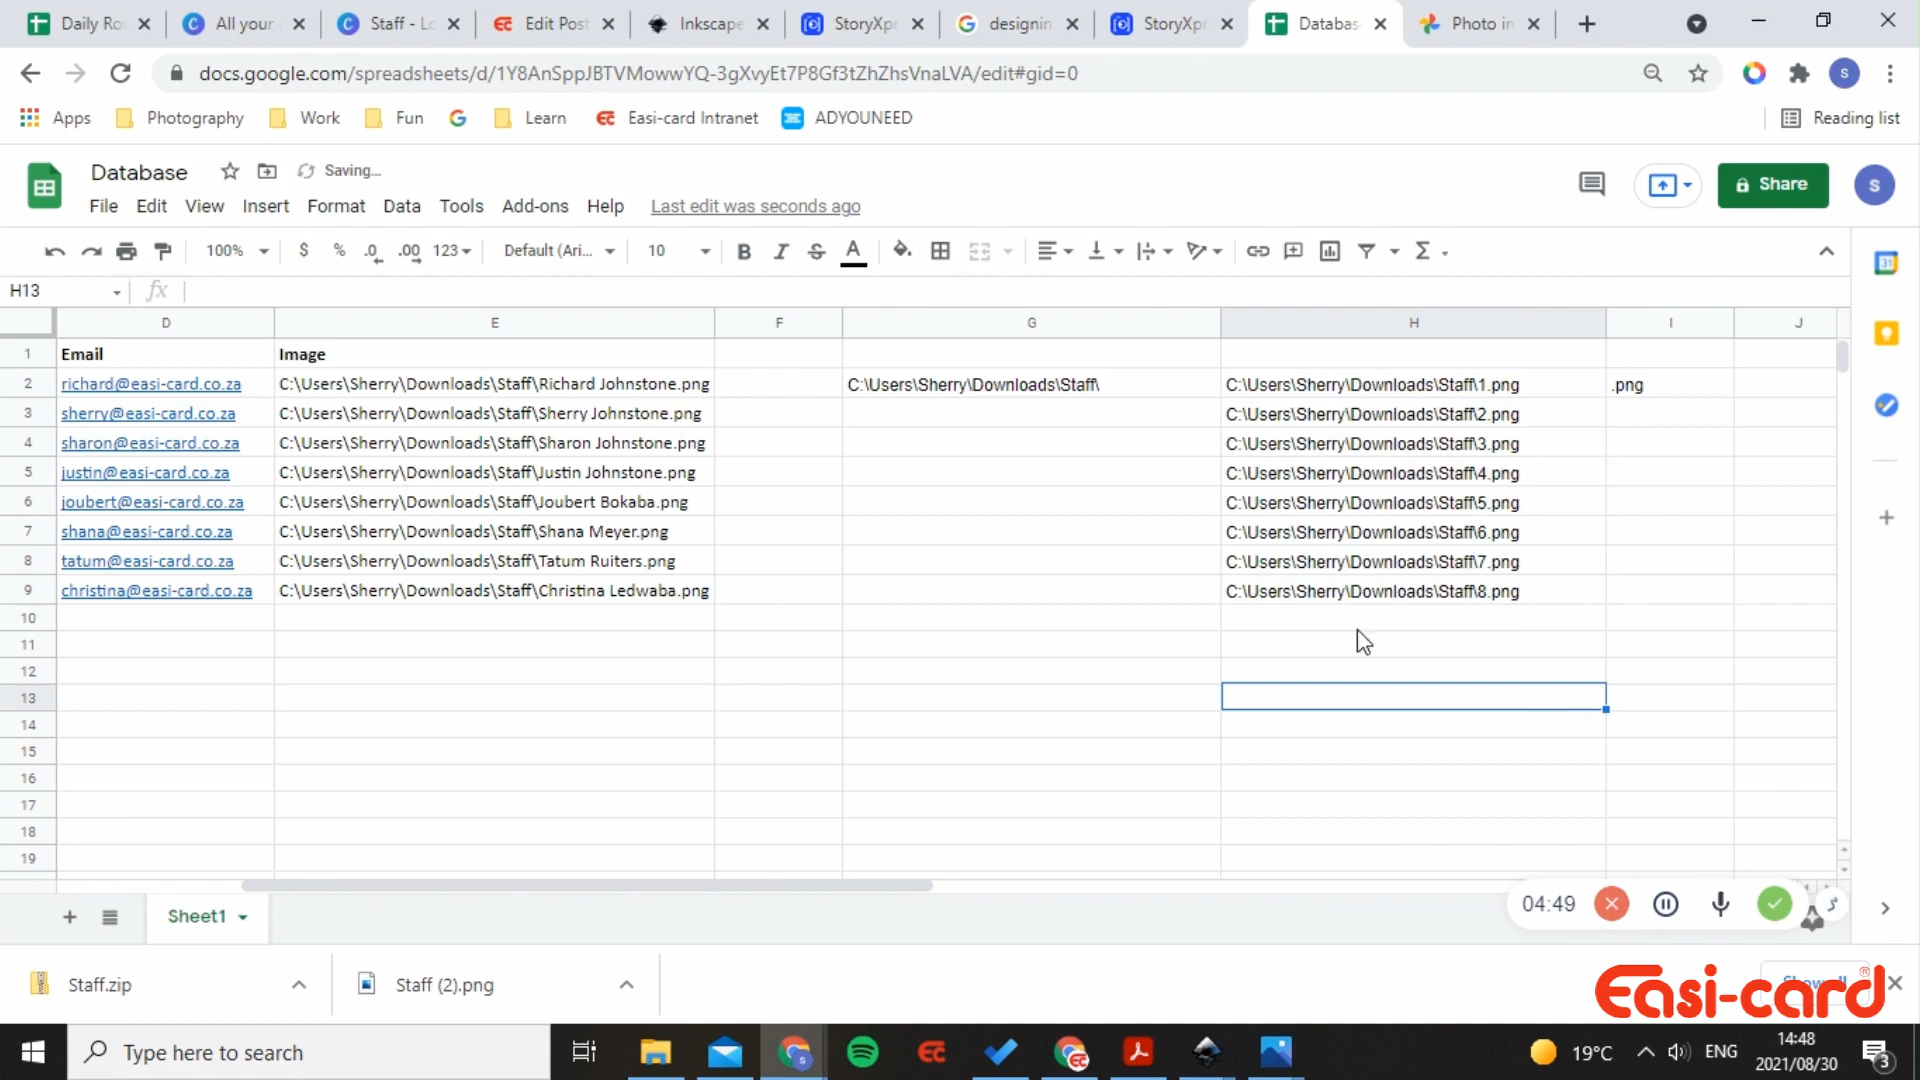 Daily Ro
All your
Staff - Lo
Edit Post
Inkscape
StoryXpr
designin
StoryXpr
Databas
Photo in
docs.google.com/spreadsheets/d/1Y8AnSppJBTVMowwYQ-3gXvyEt7P8Gf3tZhZhsVnaLVA/edit#gid=0
S
Apps Photography Work Fun Learn Easi-card Intranet ADYOUNEED Reading list
Database Saving...
Share
S
File Edit View Insert Format Data Tools Add-ons Help Last edit was seconds ago
100% $ % .0 .00 123 Default (Ari... 10 B I S A Σ
31
H13 fx
D E F G H I J
1 Email Image
2 richard@easi-card.co.za C:\Users\Sherry\Downloads\Staff\Richard Johnstone.png C:\Users\Sherry\Downloads\Staff\ C:\Users\Sherry\Downloads\Staff\1.png .png
3 sherry@easi-card.co.za C:\Users\Sherry\Downloads\Staff\Sherry Johnstone.png C:\Users\Sherry\Downloads\Staff\2.png
4 sharon@easi-card.co.za C:\Users\Sherry\Downloads\Staff\Sharon Johnstone.png C:\Users\Sherry\Downloads\Staff\3.png
5 justin@easi-card.co.za C:\Users\Sherry\Downloads\Staff\Justin Johnstone.png C:\Users\Sherry\Downloads\Staff\4.png
6 joubert@easi-card.co.za C:\Users\Sherry\Downloads\Staff\Joubert Bokaba.png C:\Users\Sherry\Downloads\Staff\5.png
7 shana@easi-card.co.za C:\Users\Sherry\Downloads\Staff\Shana Meyer.png C:\Users\Sherry\Downloads\Staff\6.png
8 tatum@easi-card.co.za C:\Users\Sherry\Downloads\Staff\Tatum Ruiters.png C:\Users\Sherry\Downloads\Staff\7.png
9 christina@easi-card.co.za C:\Users\Sherry\Downloads\Staff\Christina Ledwaba.png C:\Users\Sherry\Downloads\Staff\8.png
10
11
12
13
14
15
16
17
18
19
Sheet1
04:49
Staff.zip
Staff (2).png
Easi-card®
Type here to search
19°C ENG
14:48
2021/08/30
3